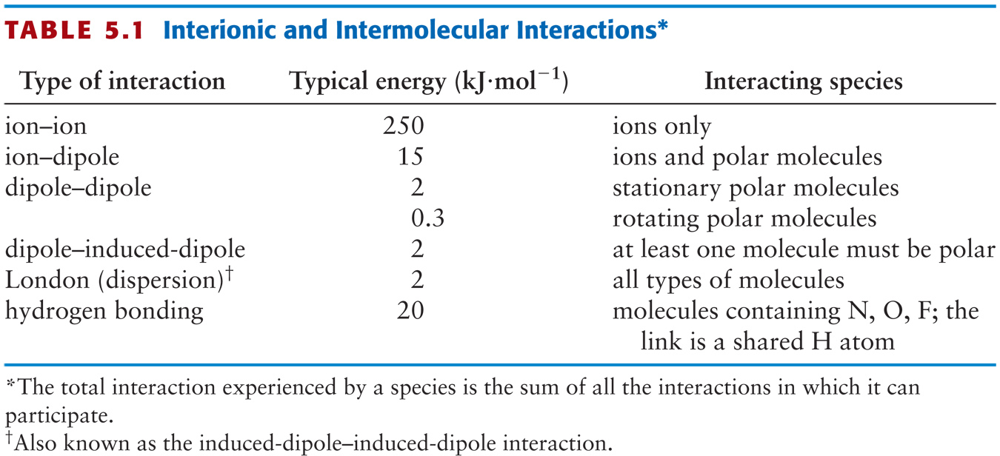 TABLE 5.1 Interionic and Intermolecular Interactions*
Type of interaction Typical energy (kJ·mol⁻¹) Interacting species
ion–ion 250 ions only
ion–dipole 15 ions and polar molecules
dipole–dipole 2 stationary polar molecules
0.3 rotating polar molecules
dipole–induced-dipole 2 at least one molecule must be polar
London (dispersion)† 2 all types of molecules
hydrogen bonding 20 molecules containing N, O, F; the
link is a shared H atom
*The total interaction experienced by a species is the sum of all the interactions in which it can
participate.
†Also known as the induced-dipole–induced-dipole interaction.